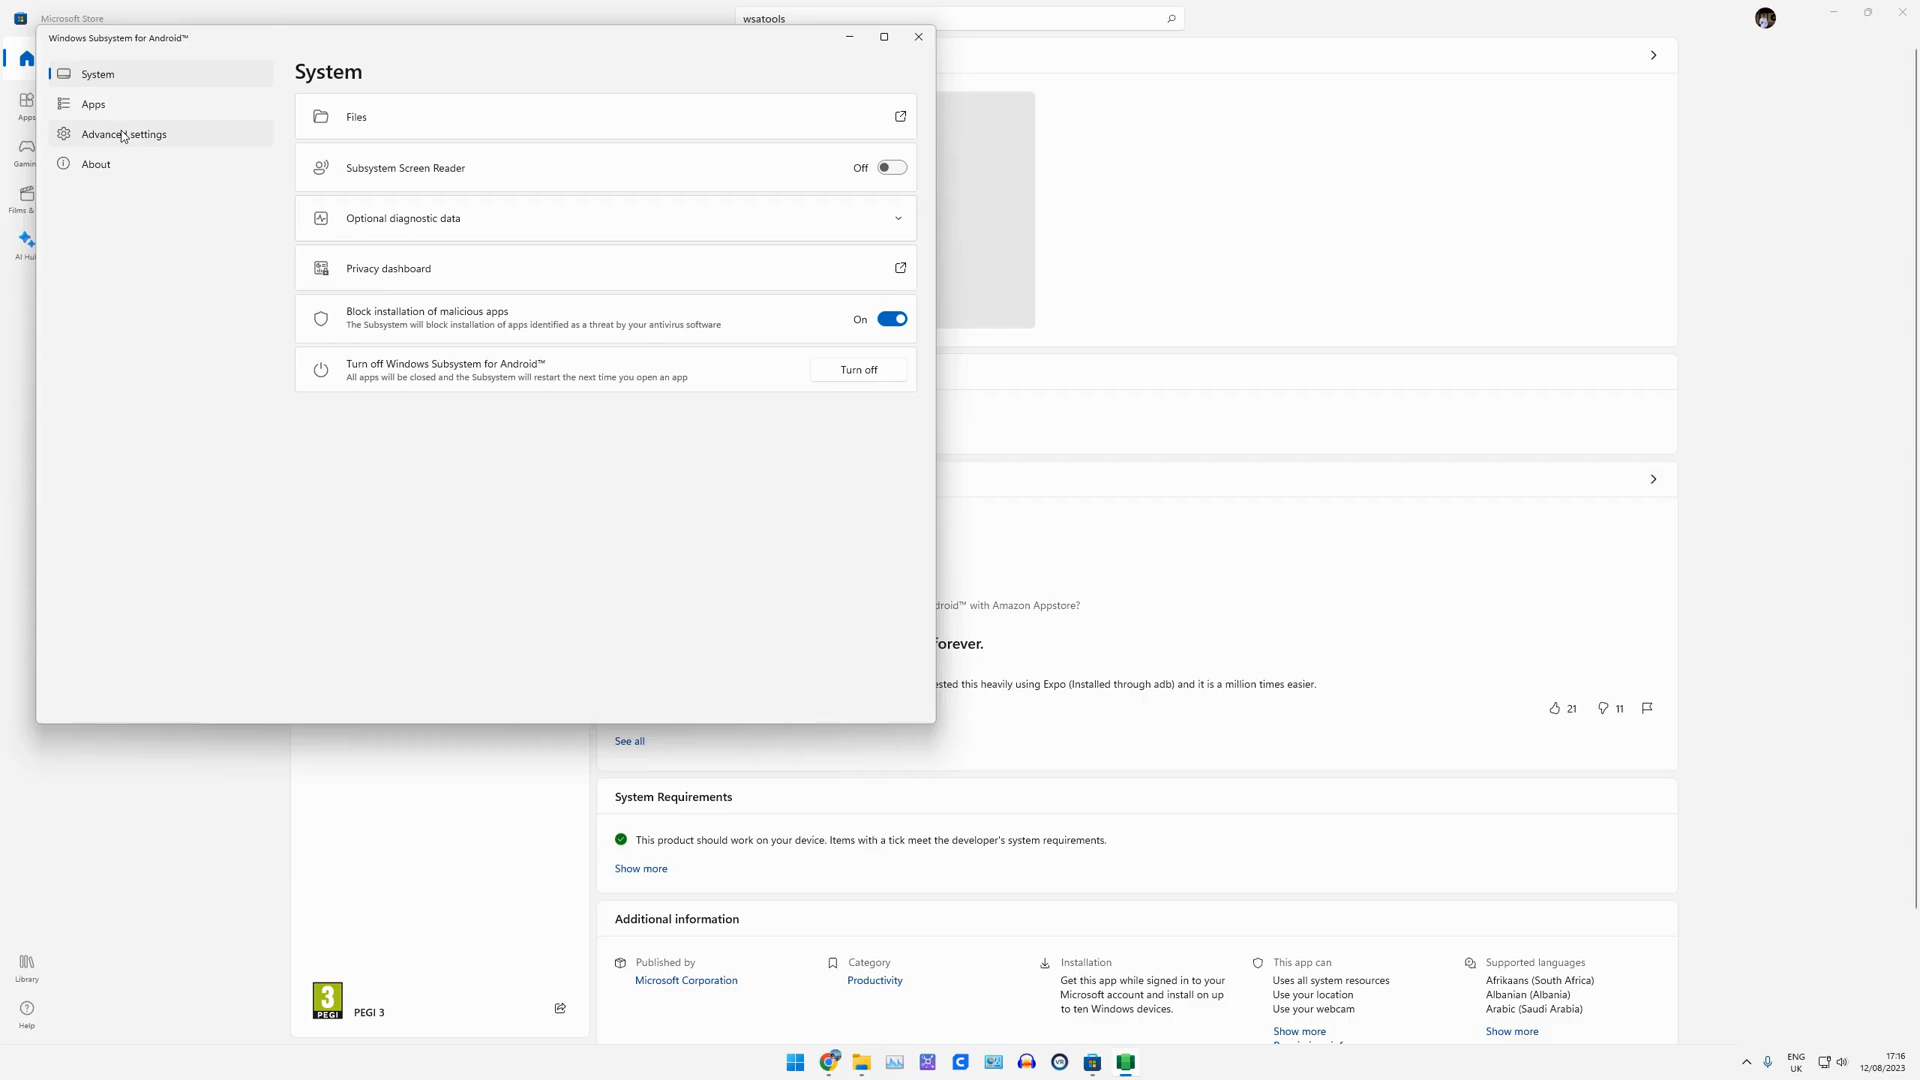 Microsoft Store
wsatools
Windows Subsystem for Android™
System
Apps
Advanced settings
About
System
Files
Subsystem Screen Reader
Off
Optional diagnostic data
Privacy dashboard
Block installation of malicious apps
The Subsystem will block installation of apps identified as a threat by your antivirus software
On
Turn off Windows Subsystem for Android™
All apps will be closed and the Subsystem will restart the next time you open an app
Turn off
Apps
Gamin
Films &
AI Hu
droid™ with Amazon Appstore?
forever.
ested this heavily using Expo (Installed through adb) and it is a million times easier.
21
11
See all
System Requirements
This product should work on your device. Items with a tick meet the developer's system requirements.
Show more
Additional information
Published by
Microsoft Corporation
Category
Productivity
Installation
Get this app while signed in to your
Microsoft account and install on up
to ten Windows devices.
This app can
Uses all system resources
Use your location
Use your webcam
Show more
Supported languages
Afrikaans (South Africa)
Albanian (Albania)
Arabic (Saudi Arabia)
Show more
3
PEGI
PEGI 3
Library
Help
ENG
UK
17:16
12/08/2023